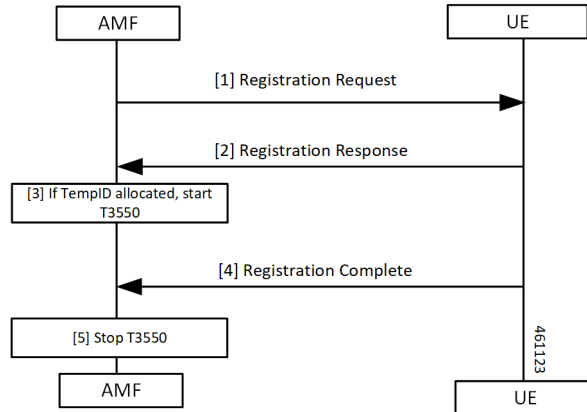 AMF
UE
[1] Registration Request
[2] Registration Response
[3] If TempID allocated, start
T3550
[4] Registration Complete
[5] Stop T3550
461123
AMF
UE